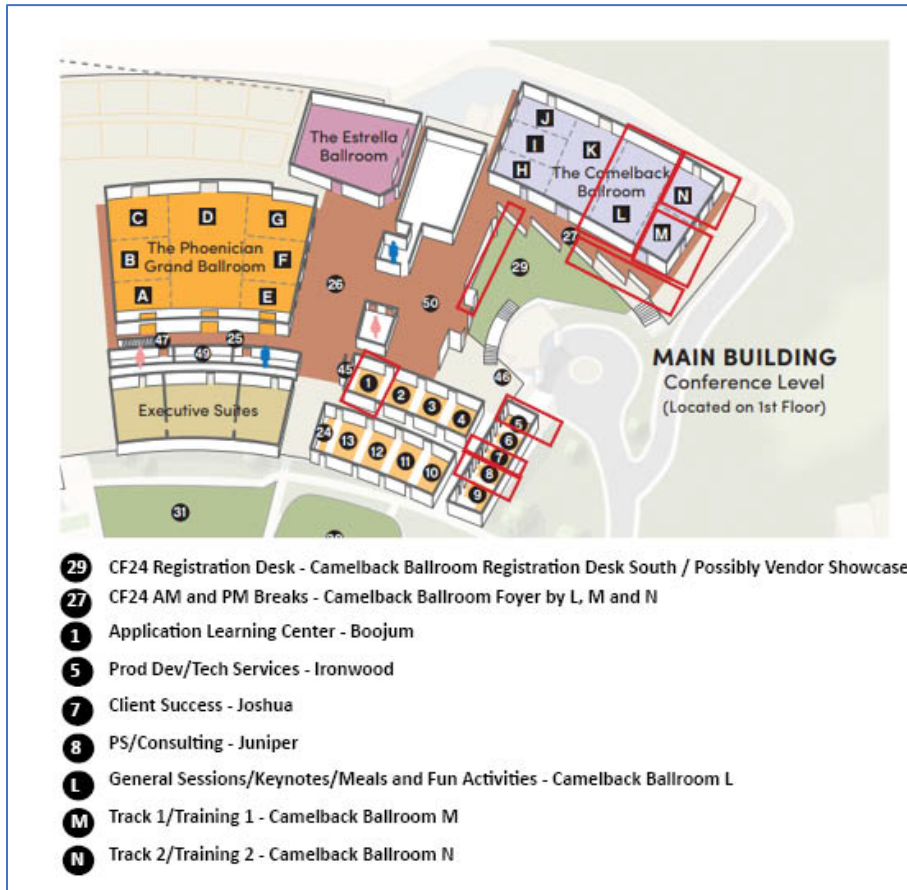 The Estrella
Ballroom
J
I
K
H
The Camelback
Ballroom
N
L
M
C
D
G
The Phoenician
Grand Ballroom
B
F
A
E
27
29
26
50
47
25
49
45
46
MAIN BUILDING
Conference Level
(Located on 1st Floor)
Executive Suites
1
2
3
4
5
6
7
8
9
24
13
12
11
10
31
29 CF24 Registration Desk - Camelback Ballroom Registration Desk South / Possibly Vendor Showcase
27 CF24 AM and PM Breaks - Camelback Ballroom Foyer by L, M and N
1 Application Learning Center - Boojum
5 Prod Dev/Tech Services - Ironwood
7 Client Success - Joshua
8 PS/Consulting - Juniper
L General Sessions/Keynotes/Meals and Fun Activities - Camelback Ballroom L
M Track 1/Training 1 - Camelback Ballroom M
N Track 2/Training 2 - Camelback Ballroom N